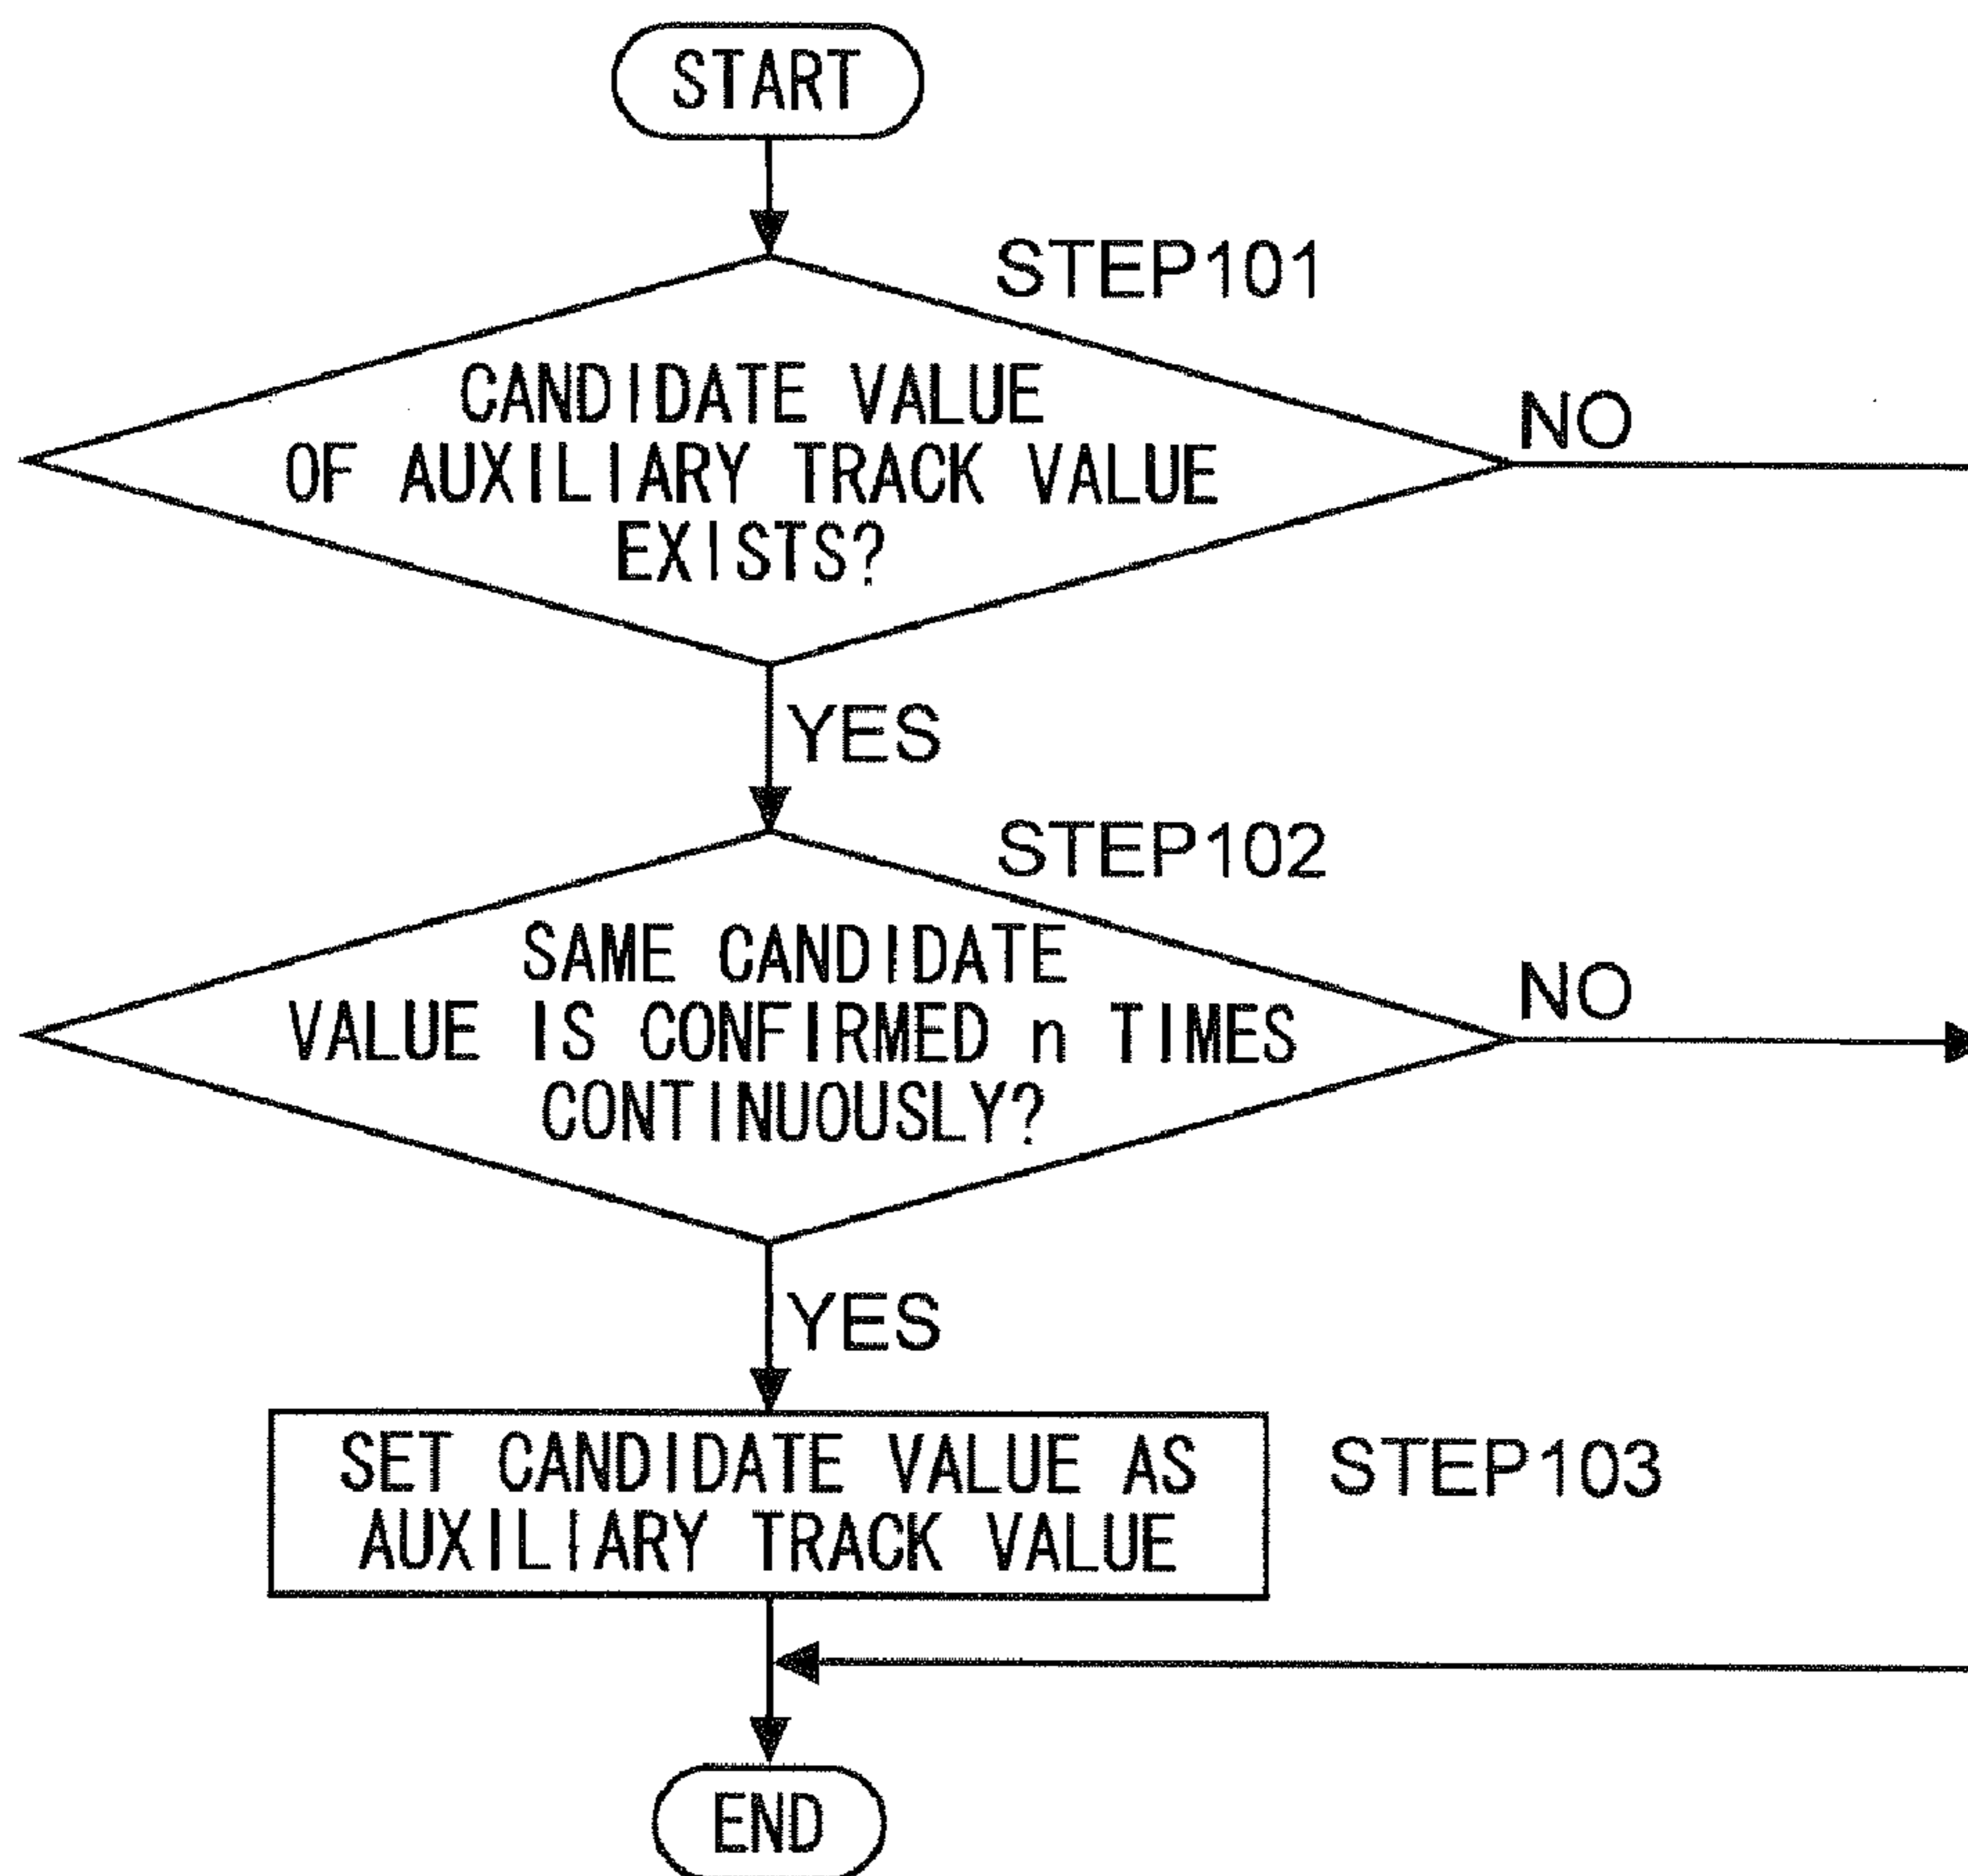 START
STEP101
CANDIDATE VALUE
OF AUXILIARY TRACK VALUE
EXISTS?
NO
YES
STEP102
SAME CANDIDATE
VALUE IS CONFIRMED n TIMES
CONTINUOUSLY?
NO
YES
SET CANDIDATE VALUE AS
AUXILIARY TRACK VALUE
STEP103
END